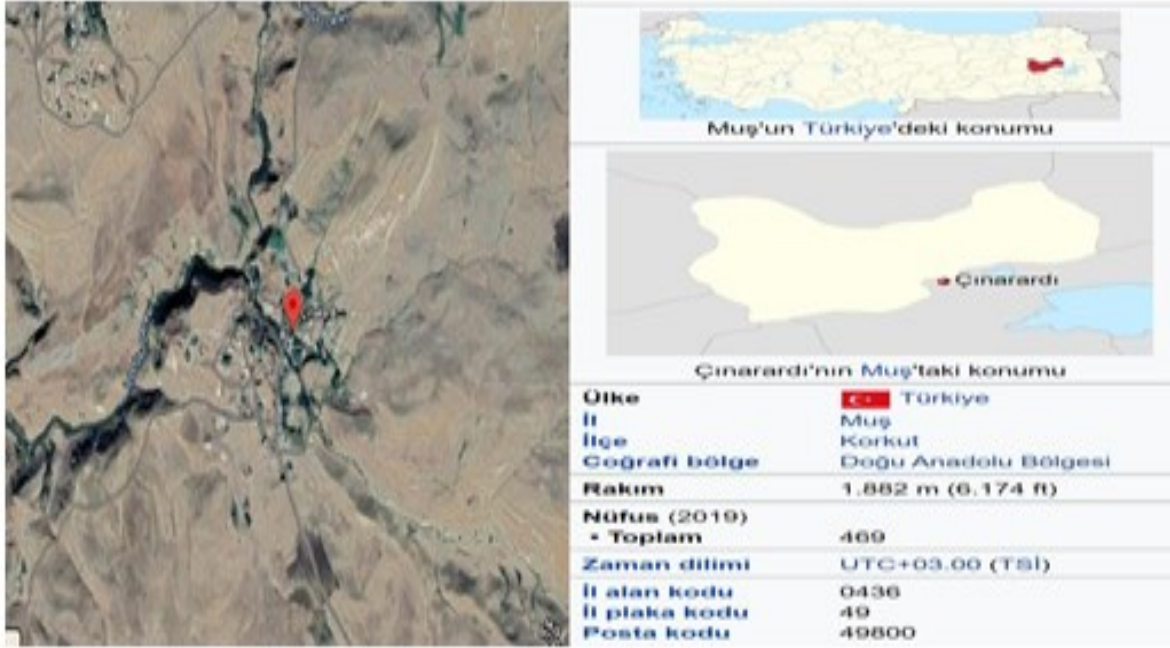 Muş'un Türkiye'deki konumu
Çınarardı
Çınarardı'nın Muş'taki konumu
Ülke Türkiye
İl Muş
İlçe Korkut
Coğrafi bölge Doğu Anadolu Bölgesi
Rakım 1.882 m (6.174 ft)
Nüfus (2019)
• Toplam 469
Zaman dilimi UTC+03.00 (TSİ)
İl alan kodu 0436
İl plaka kodu 49
Posta kodu 49800